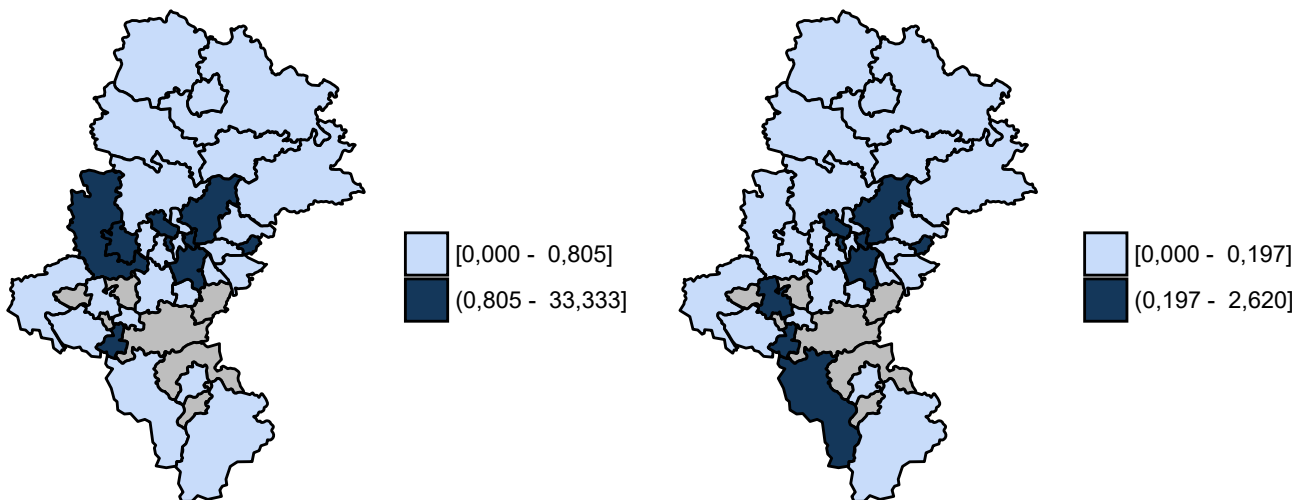 [0,000 - 0,805]
(0,805 - 33,333]
[0,000 - 0,197]
(0,197 - 2,620]